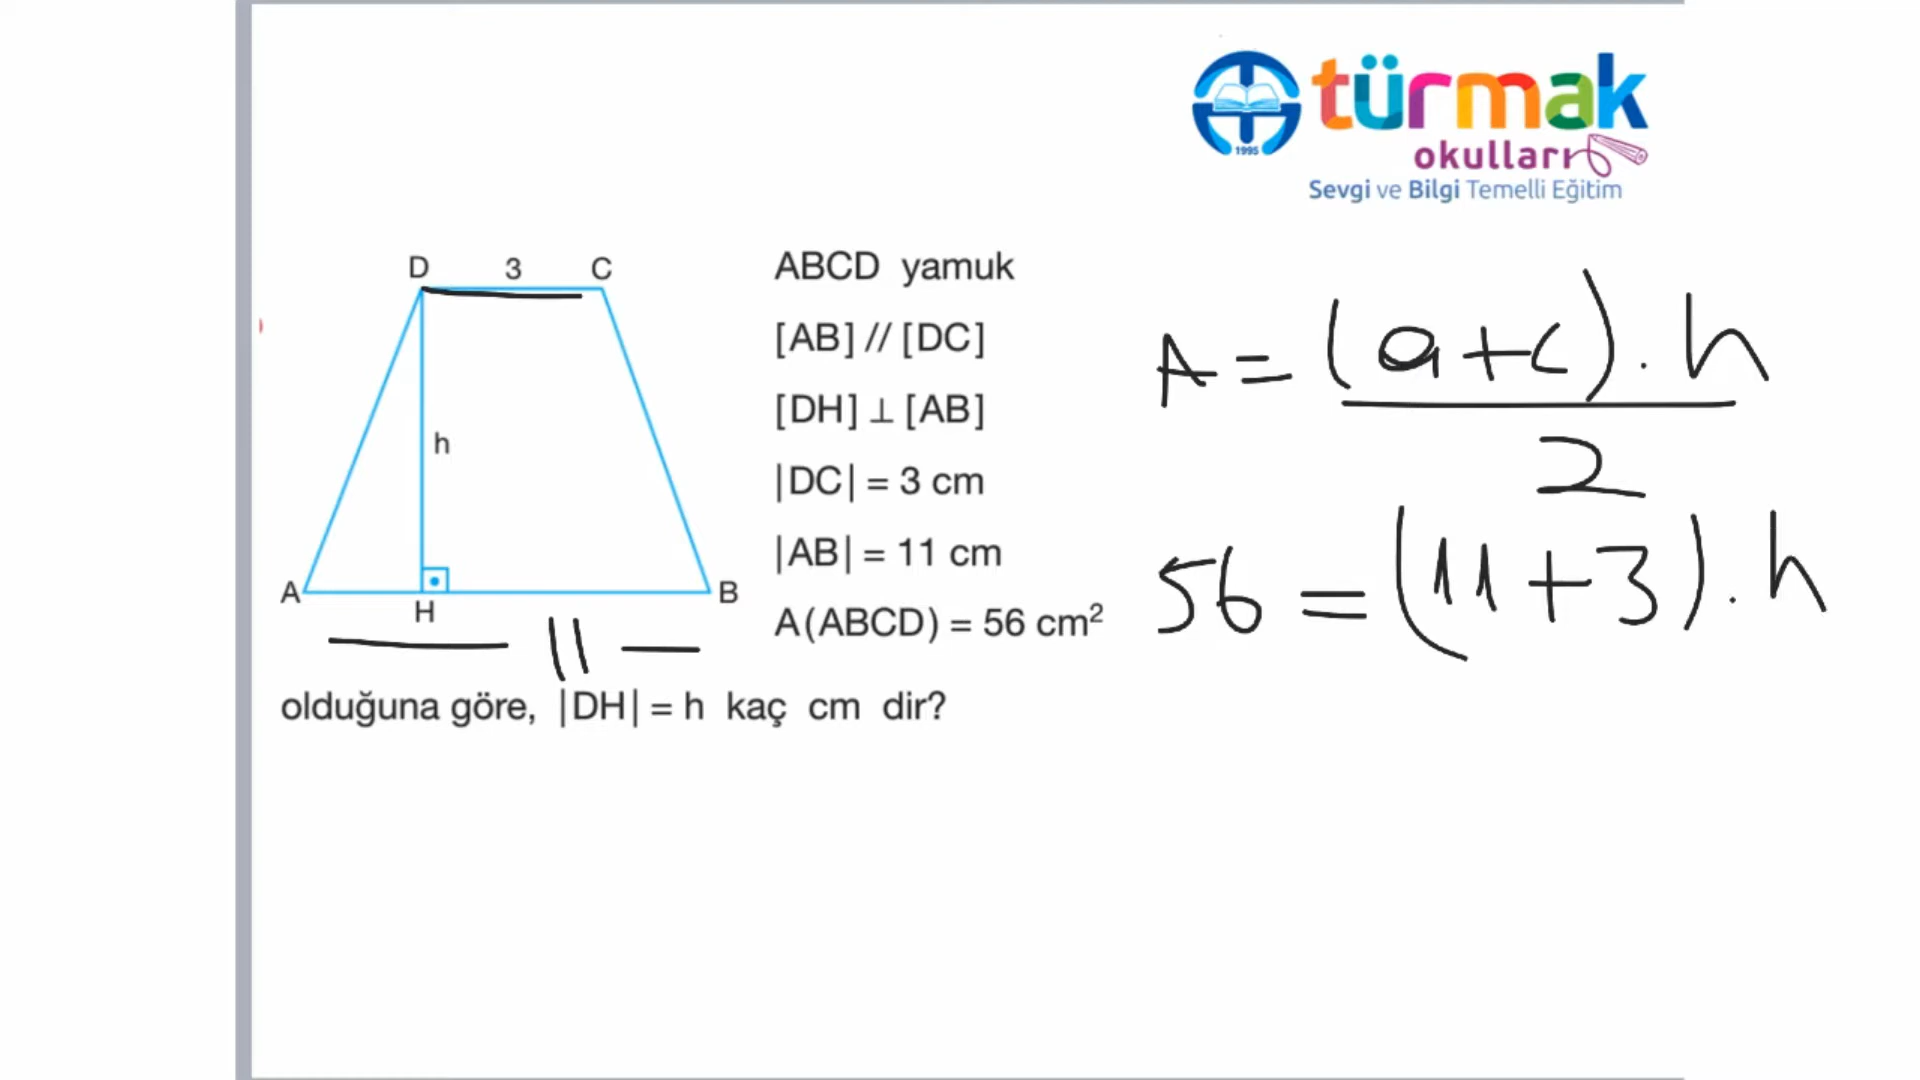 1995
türmak
okulları
Sevgi ve Bilgi Temelli Eğitim
D 3 C
h
A H B
11
ABCD yamuk
[AB] // [DC]
[DH] ⊥ [AB]
|DC| = 3 cm
|AB| = 11 cm
A(ABCD) = 56 cm²
olduğuna göre, |DH| = h kaç cm dir?
A = (a+c) . h
2
56 = (11 + 3) . h